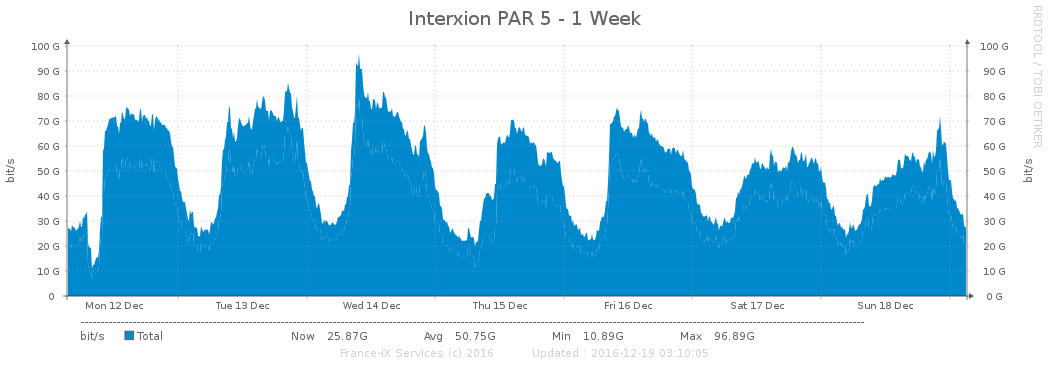 Interxion PAR 5 - 1 Week
RRDTOOL / TOBI OETIKER
100 G 100 G
90 G 90 G
80 G 80 G
70 G 70 G
60 G 60 G
50 G 50 G
40 G 40 G
30 G 30 G
20 G 20 G
10 G 10 G
0 0 G
bit/s
bit/s
Mon 12 Dec Tue 13 Dec Wed 14 Dec Thu 15 Dec Fri 16 Dec Sat 17 Dec Sun 18 Dec
bit/s Total Now 25.87G Avg 50.75G Min 10.89G Max 96.89G
France-IX Services (c) 2016 Updated : 2016-12-19 03:10:05